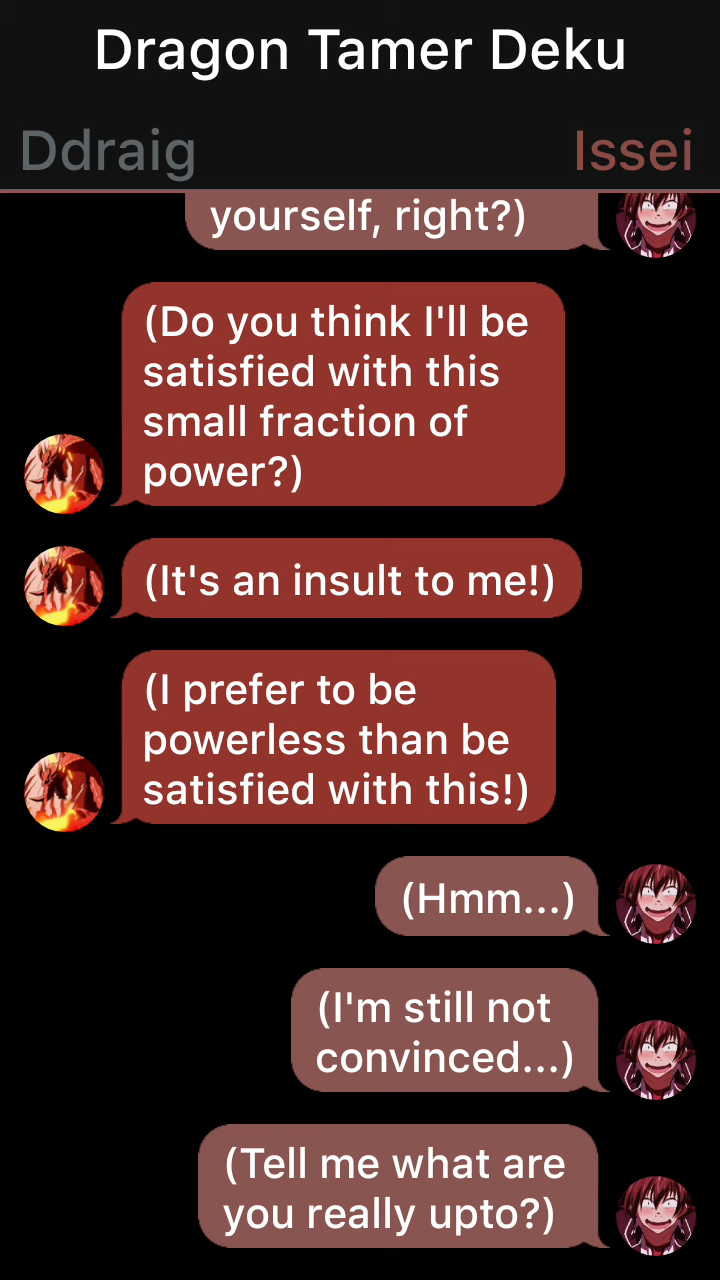 Dragon Tamer Deku
Ddraig
Issei
yourself, right?)
(Do you think I'll be
satisfied with this
small fraction of
power?)
(It's an insult to me!)
(I prefer to be
powerless than be
satisfied with this!)
(Hmm...)
(I'm still not
convinced...)
(Tell me what are
you really upto?)